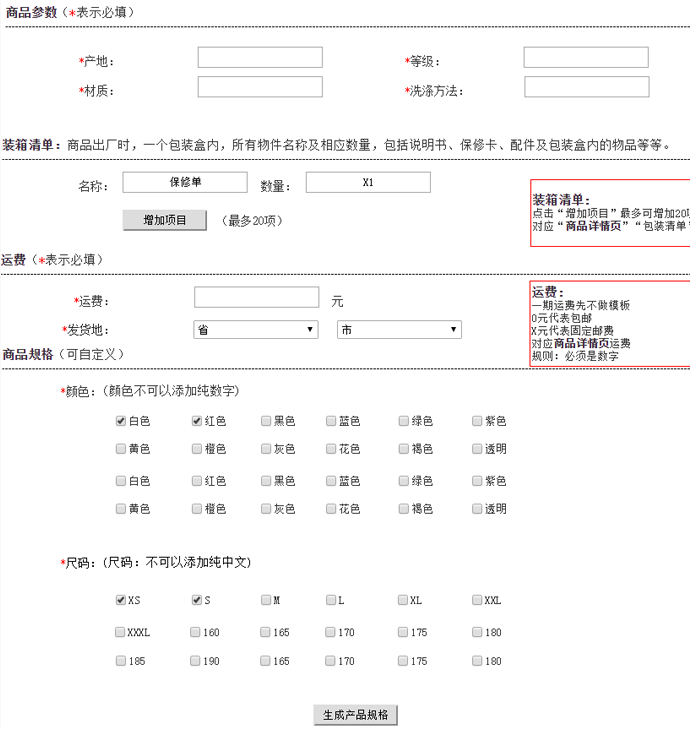 商品参数（*表示必填）
*产地： *等级：
*材质： *洗涤方法：
装箱清单：商品出厂时，一个包装盒内，所有物件名称及相应数量，包括说明书、保修卡、配件及包装盒内的物品等等。
名称： 保修单 数量： X1
增加项目 （最多20项）
装箱清单：
点击“增加项目”最多可增加20项
对应“商品详情页”“包装清单”
运费（*表示必填）
*运费： 元
*发货地： 省 市
运费：
一期运费先不做模板
0元代表包邮
X元代表固定邮费
对应商品详情页运费
规则：必须是数字
商品规格（可自定义）
*颜色：（颜色不可以添加纯数字）
白色 红色 黑色 蓝色 绿色 紫色
黄色 橙色 灰色 花色 褐色 透明
白色 红色 黑色 蓝色 绿色 紫色
黄色 橙色 灰色 花色 褐色 透明
*尺码：（尺码：不可以添加纯中文）
XS S M L XL XXL
XXXL 160 165 170 175 180
185 190 165 170 175 180
生成产品规格